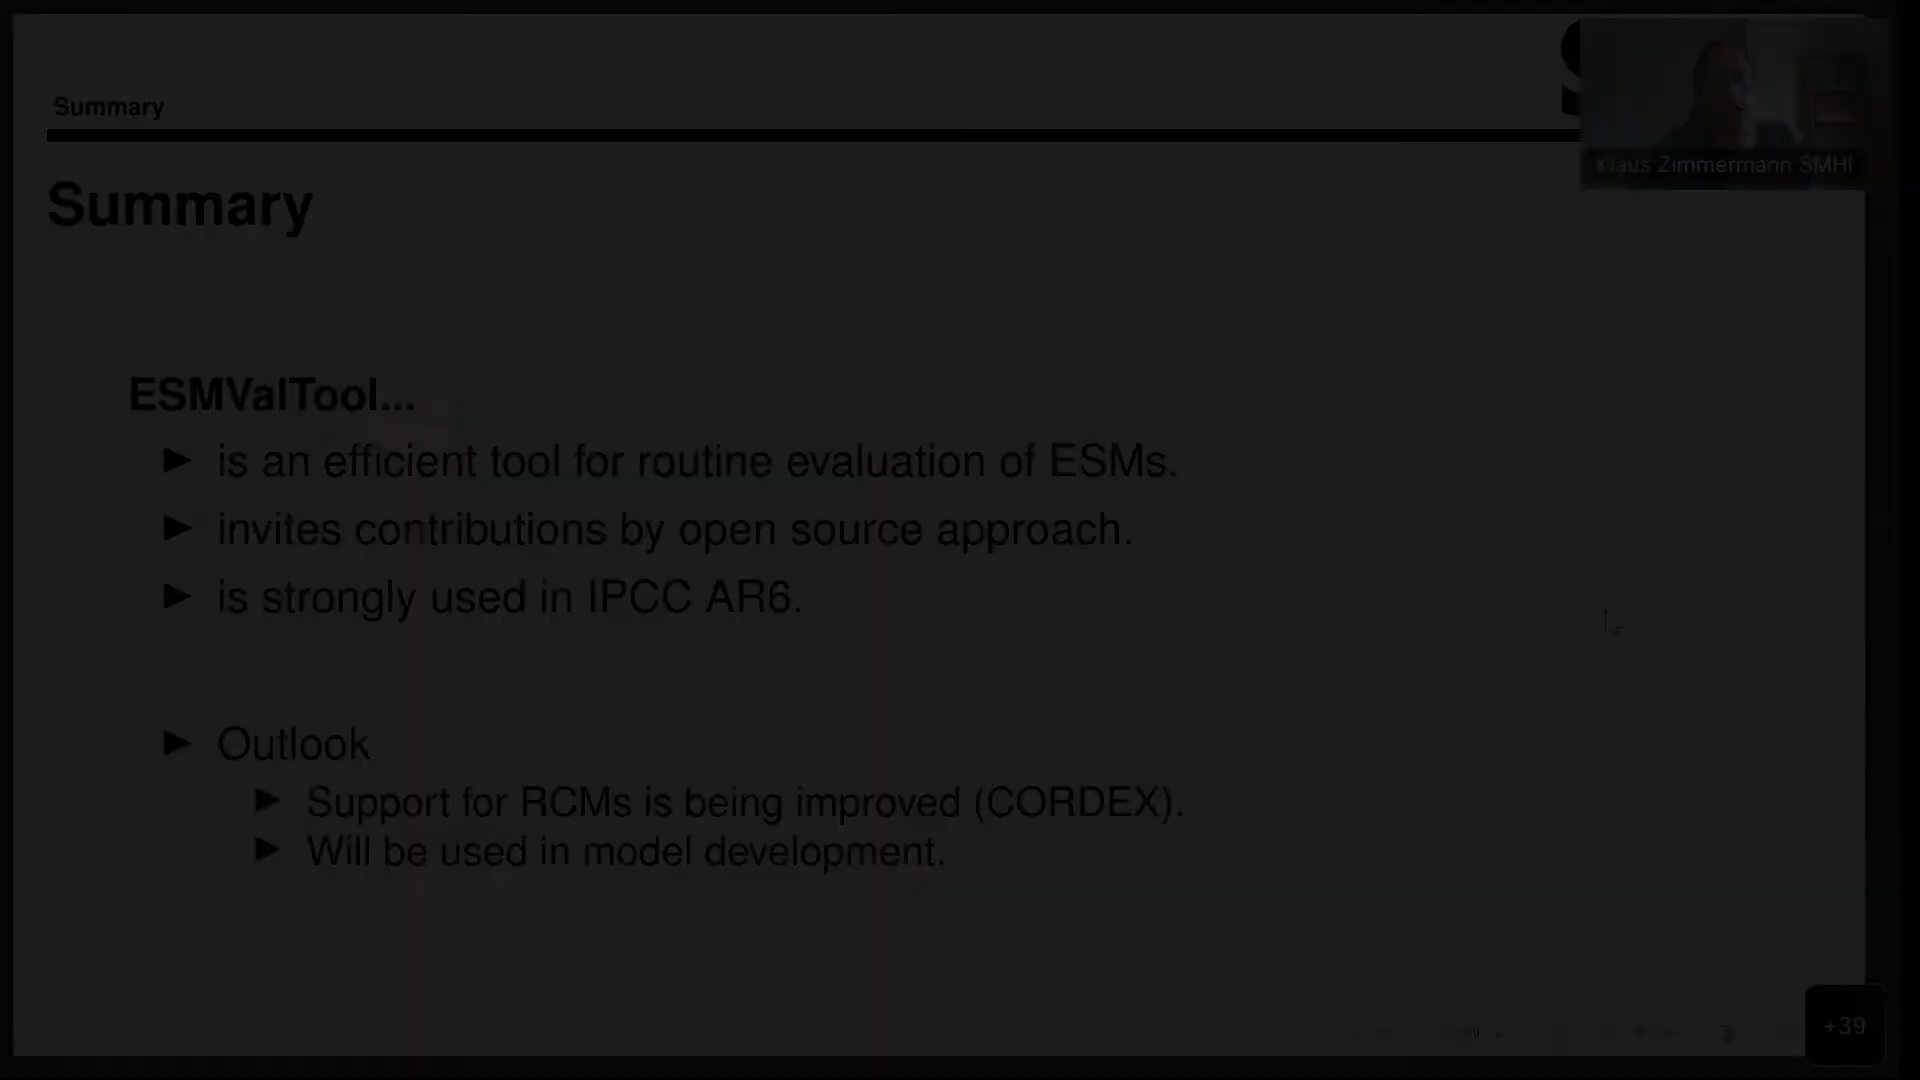 Summary
Klaus Zimmermann SMHI
Summary
ESMValTool...
is an efficient tool for routine evaluation of ESMs.
invites contributions by open source approach.
is strongly used in IPCC AR6.
Outlook
Support for RCMs is being improved (CORDEX).
Will be used in model development.
+39